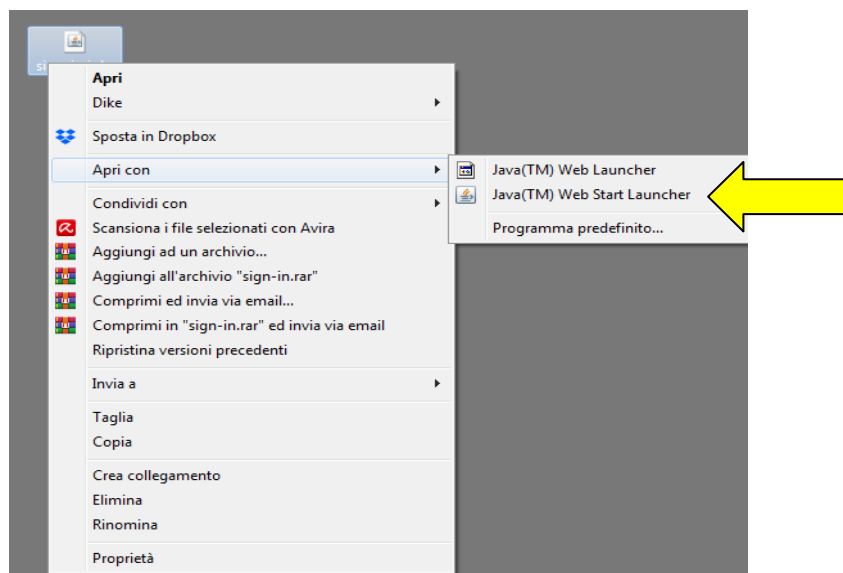 Apri
Dike
Sposta in Dropbox
Apri con
Java(TM) Web Launcher
Java(TM) Web Start Launcher
Programma predefinito...
Condividi con
Scansiona i file selezionati con Avira
Aggiungi ad un archivio...
Aggiungi all'archivio "sign-in.rar"
Comprimi ed invia via email...
Comprimi in "sign-in.rar" ed invia via email
Ripristina versioni precedenti
Invia a
Taglia
Copia
Crea collegamento
Elimina
Rinomina
Proprietà